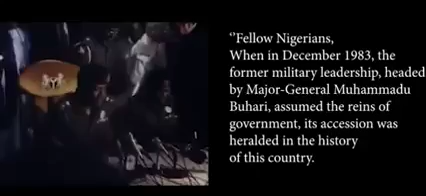 “Fellow Nigerians,
When in December 1983, the
former military leadership, headed
by Major-General Muhammadu
Buhari, assumed the reins of
government, its accession was
heralded in the history
of this country.